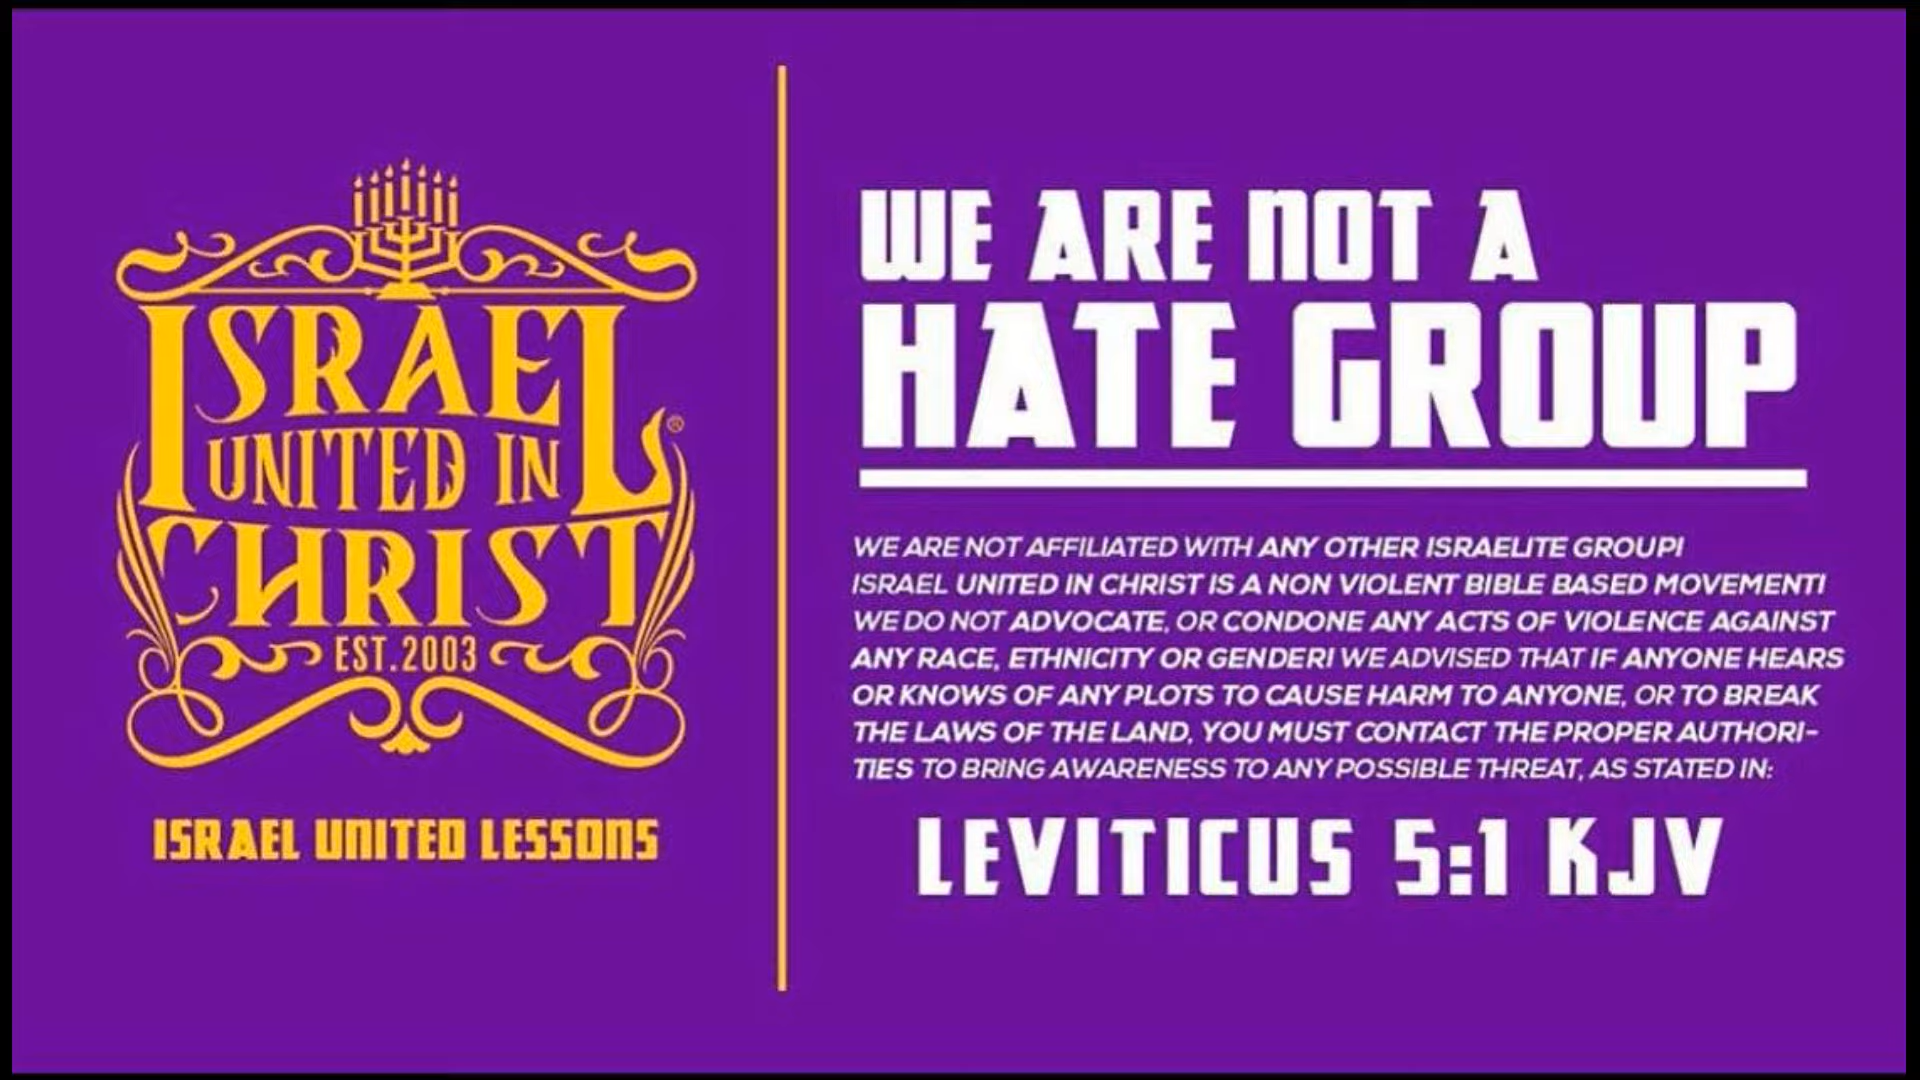 ISRAEL
UNITED IN
CHRIST
®
EST.2003
ISRAEL UNITED LESSONS
WE ARE NOT A
HATE GROUP
WE ARE NOT AFFILIATED WITH ANY OTHER ISRAELITE GROUP!
ISRAEL UNITED IN CHRIST IS A NON VIOLENT BIBLE BASED MOVEMENT!
WE DO NOT ADVOCATE, OR CONDONE ANY ACTS OF VIOLENCE AGAINST
ANY RACE, ETHNICITY OR GENDER! WE ADVISED THAT IF ANYONE HEARS
OR KNOWS OF ANY PLOTS TO CAUSE HARM TO ANYONE, OR TO BREAK
THE LAWS OF THE LAND, YOU MUST CONTACT THE PROPER AUTHORI-
TIES TO BRING AWARENESS TO ANY POSSIBLE THREAT, AS STATED IN:
LEVITICUS 5:1 KJV